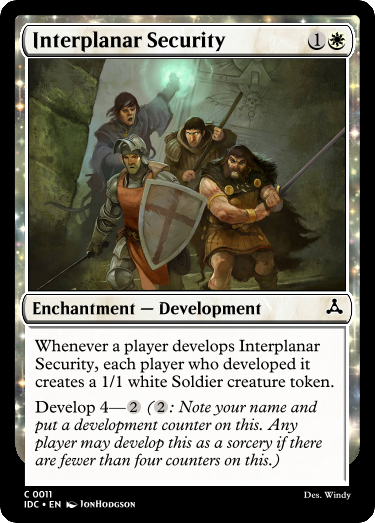 Interplanar Security 1
Enchantment — Development
Whenever a player develops Interplanar
Security, each player who developed it
creates a 1/1 white Soldier creature token.
Develop 4—2 (2: Note your name and
put a development counter on this. Any
player may develop this as a sorcery if there
are fewer than four counters on this.)
C 0011
IDC • EN JonHodgson
Des. Windy